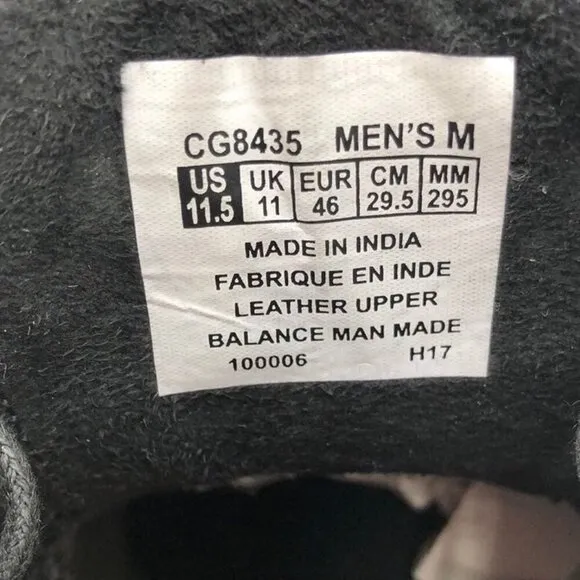 CG8435 MEN'S M
US UK EUR CM MM
11.5 11 46 29.5 295
MADE IN INDIA
FABRIQUE EN INDE
LEATHER UPPER
BALANCE MAN MADE
100006 H17